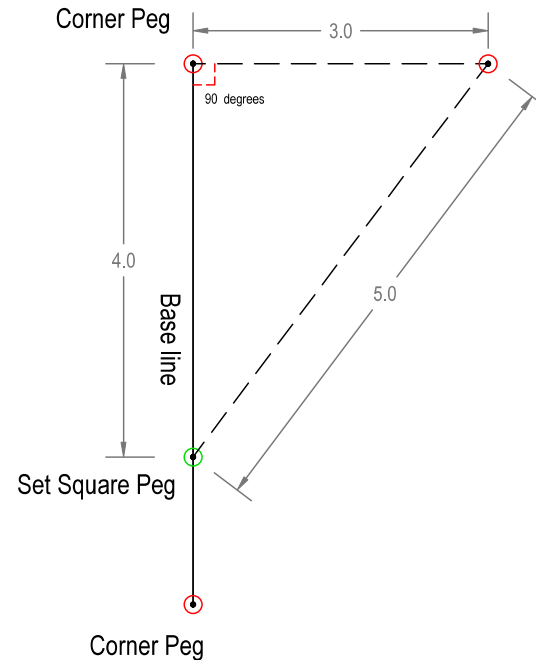 Corner Peg
3.0
90 degrees
4.0
Base line
5.0
Set Square Peg
Corner Peg